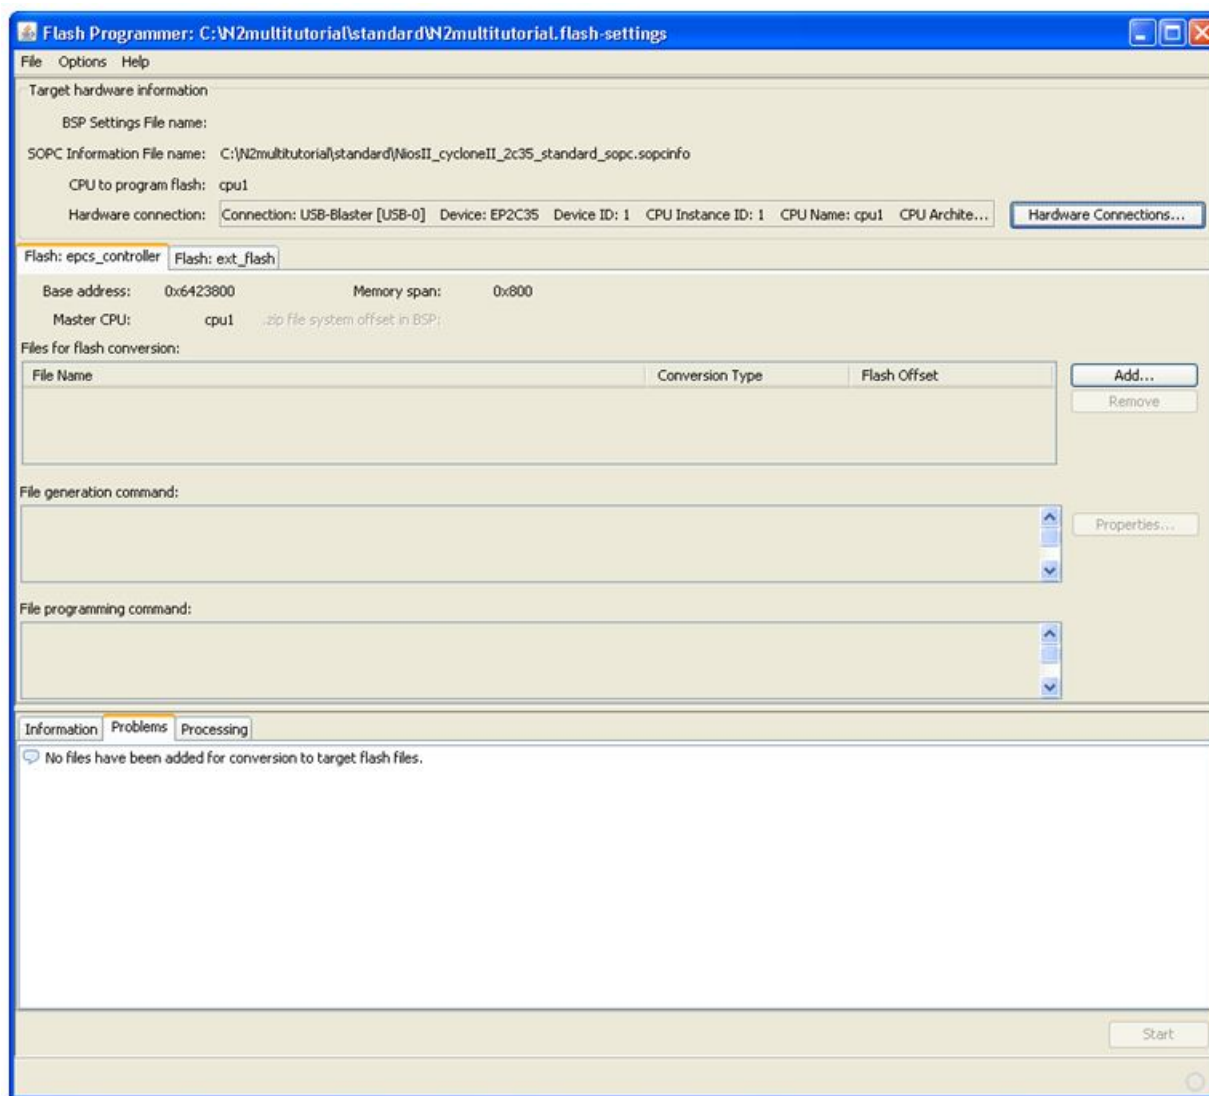 Flash Programmer: C:\N2multitutorial\standard\N2multitutorial.flash-settings
File Options Help
Target hardware information
BSP Settings File name:
SOPC Information File name: C:\N2multitutorial\standard\NiosII_cycloneII_2c35_standard_sopc.sopcinfo
CPU to program flash: cpu1
Hardware connection: Connection: USB-Blaster [USB-0] Device: EP2C35 Device ID: 1 CPU Instance ID: 1 CPU Name: cpu1 CPU Archite... Hardware Connections...
Flash: epcs_controller Flash: ext_flash
Base address: 0x6423800 Memory span: 0x800
Master CPU: cpu1 .zip file system offset in BSP:
Files for flash conversion:
File Name Conversion Type Flash Offset Add...
Remove
File generation command:
Properties...
File programming command:
Information Problems Processing
No files have been added for conversion to target flash files.
Start